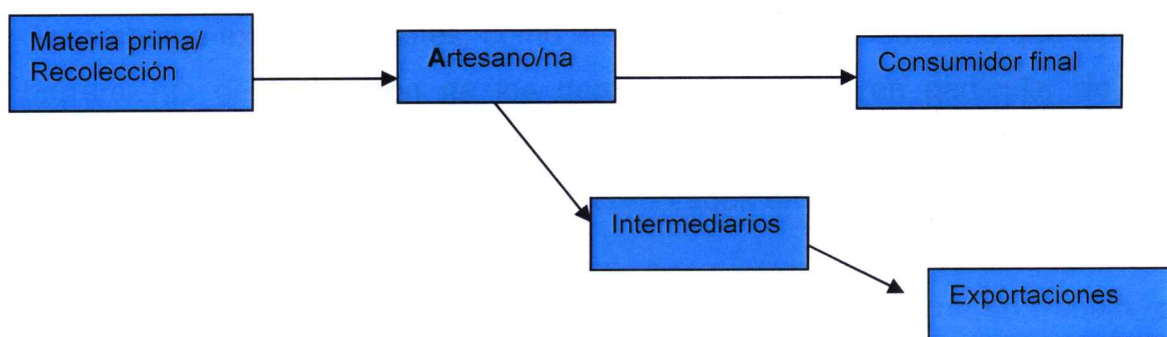 Materia prima/
Recolección
Artesano/na
Consumidor final
Intermediarios
Exportaciones